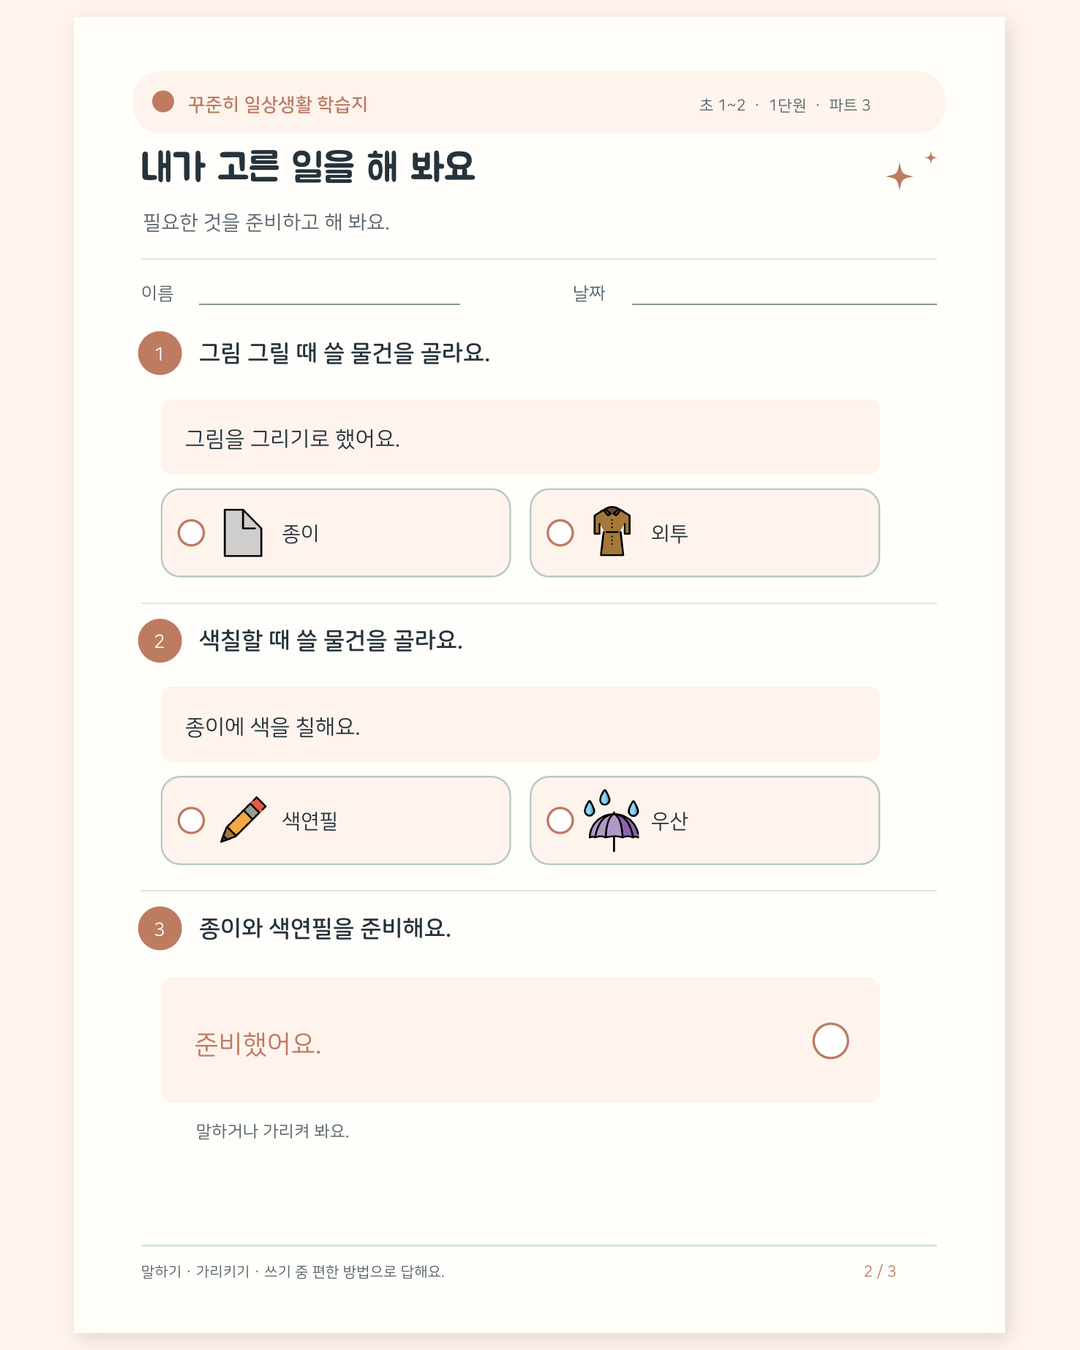 꾸준히 일상생활 학습지
초 1~2 · 1단원 · 파트 3
내가 고른 일을 해 봐요
필요한 것을 준비하고 해 봐요.
이름
날짜
1 그림 그릴 때 쓸 물건을 골라요.
그림을 그리기로 했어요.
종이
외투
2 색칠할 때 쓸 물건을 골라요.
종이에 색을 칠해요.
색연필
우산
3 종이와 색연필을 준비해요.
준비했어요.
말하거나 가리켜 봐요.
말하기 · 가리키기 · 쓰기 중 편한 방법으로 답해요.
2 / 3